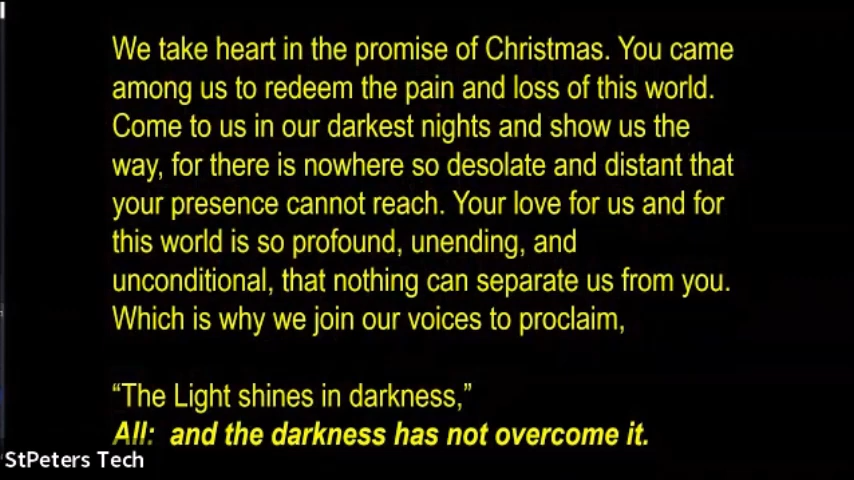 We take heart in the promise of Christmas. You came
among us to redeem the pain and loss of this world.
Come to us in our darkest nights and show us the
way, for there is nowhere so desolate and distant that
your presence cannot reach. Your love for us and for
this world is so profound, unending, and
unconditional, that nothing can separate us from you.
Which is why we join our voices to proclaim,
“The Light shines in darkness,”
All: and the darkness has not overcome it.
StPeters Tech